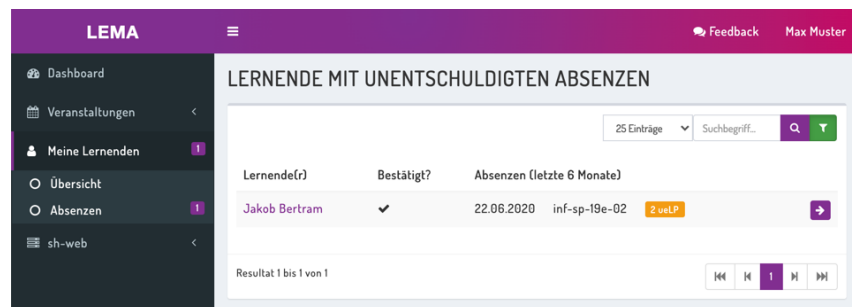 LEMA
Feedback Max Muster
Dashboard
Veranstaltungen
Meine Lernenden 1
Übersicht
Absenzen 1
sh-web
LERNENDE MIT UNENTSCHULDIGTEN ABSENZEN
25 Einträge Suchbegriff...
Lernende(r) Bestätigt? Absenzen (letzte 6 Monate)
Jakob Bertram 22.06.2020 inf-sp-19e-02 2 ueLP
Resultat 1 bis 1 von 1
1